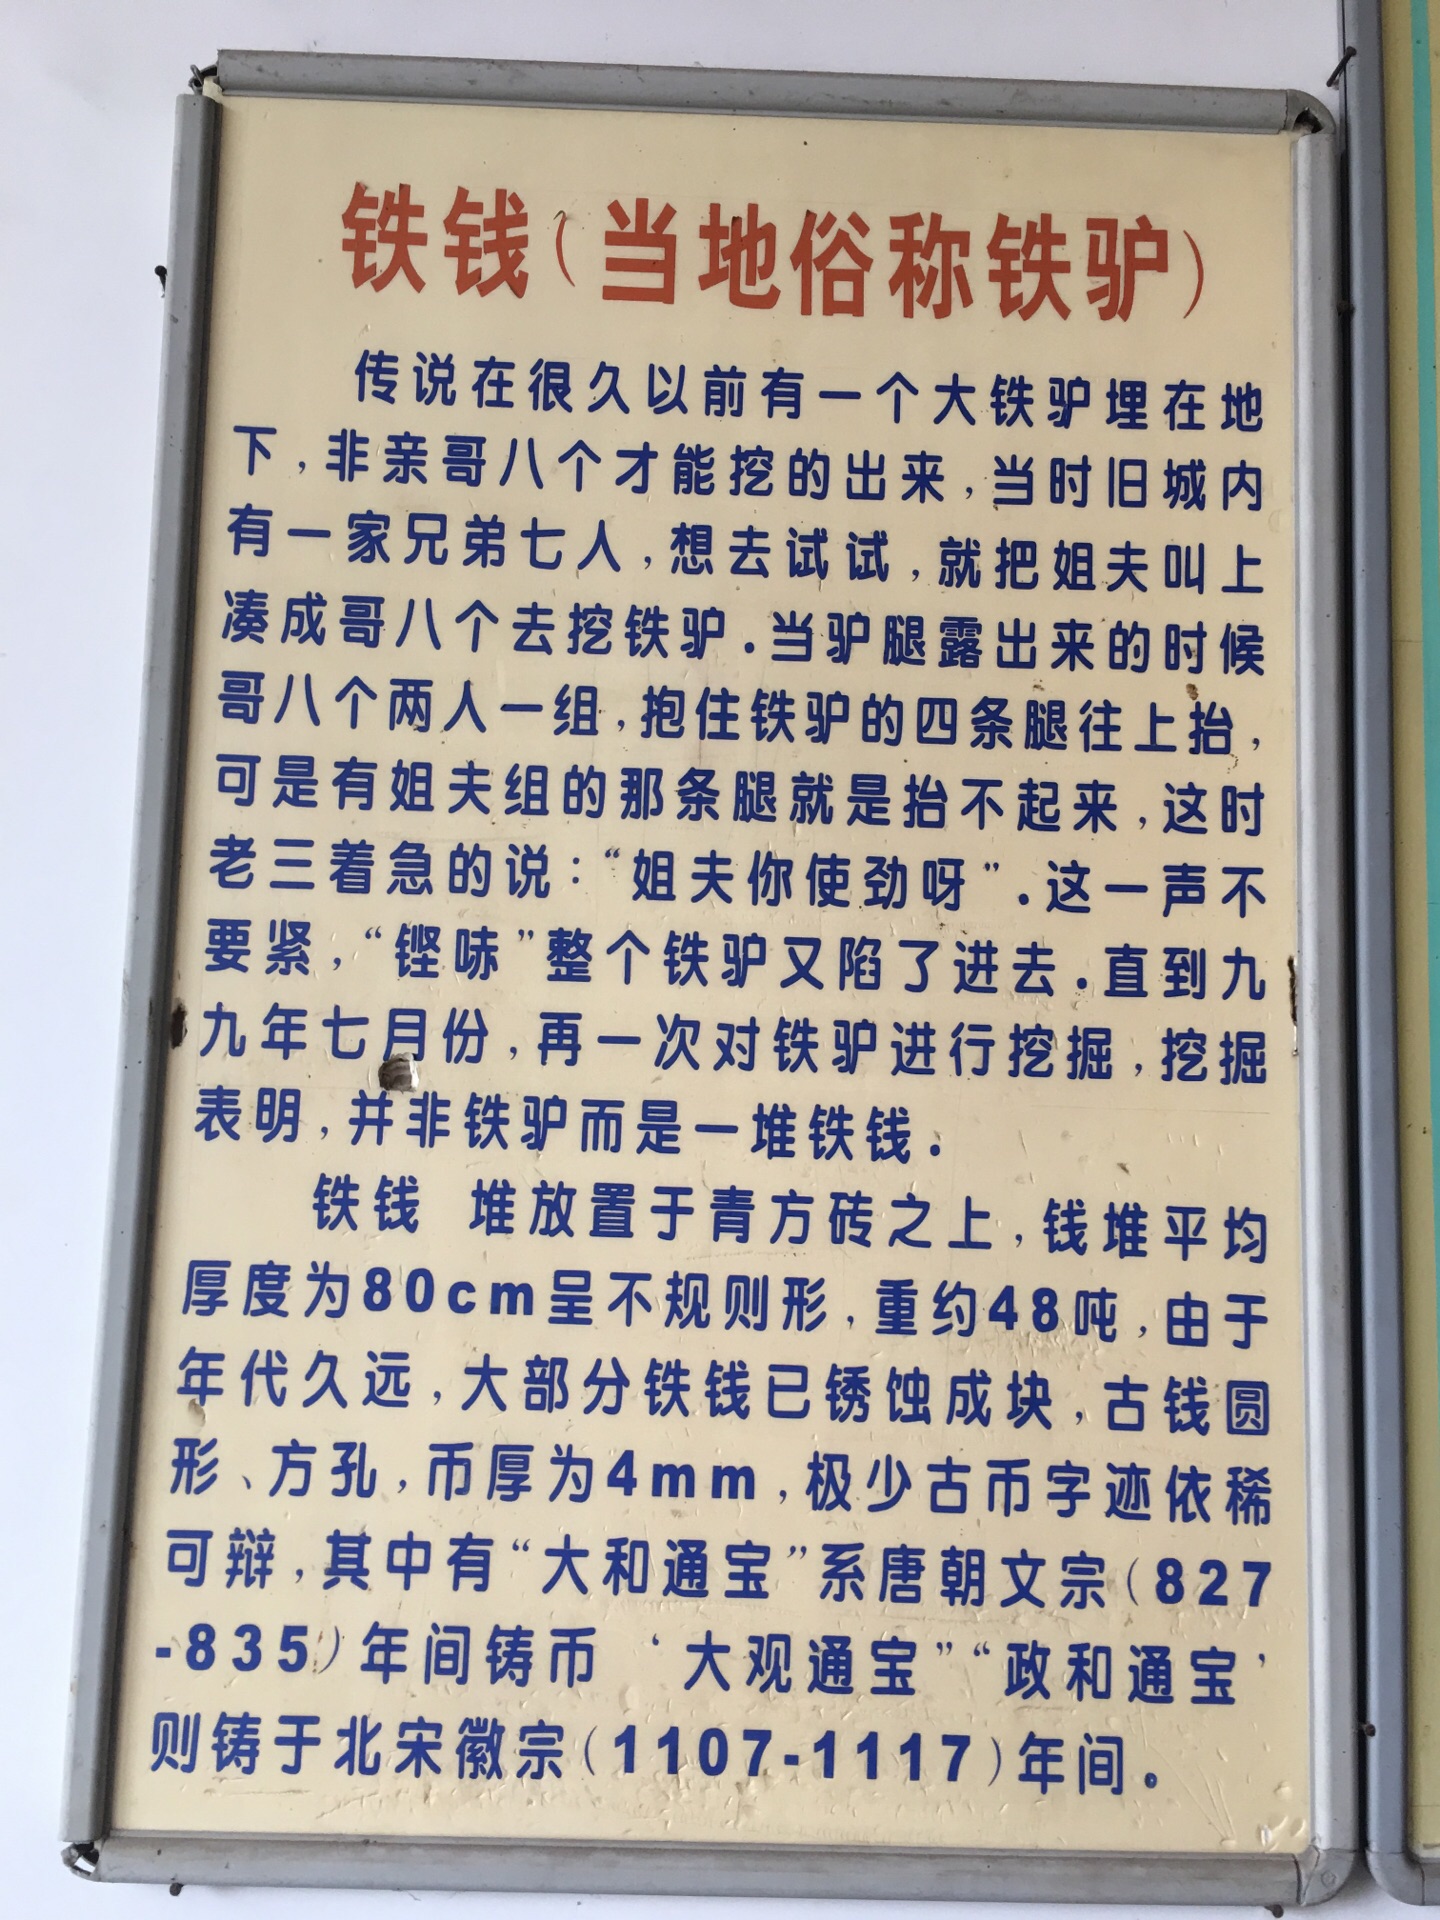 铁钱(当地俗称铁驴)
传说在很久以前有一个大铁驴埋在地
下,非亲哥八个才能挖的出来,当时旧城内
有一家兄弟七人,想去试试,就把姐夫叫上
凑成哥八个去挖铁驴.当驴腿露出来的时候
哥八个两人一组,抱住铁驴的四条腿往上抬,
可是有姐夫组的那条腿就是抬不起来,这时
老三着急的说:“姐夫你使劲呀”.这一声不
要紧,“铿哧”整个铁驴又陷了进去.直到九
九年七月份,再一次对铁驴进行挖掘,挖掘
表明,并非铁驴而是一堆铁钱.
铁钱 堆放置于青方砖之上,钱堆平均
厚度为80cm呈不规则形,重约48吨,由于
年代久远,大部分铁钱已锈蚀成块,古钱圆
形、方孔,币厚为4mm,极少古币字迹依稀
可辩,其中有“大和通宝”系唐朝文宗(827
-835)年间铸币 ‘大观通宝”“政和通宝’
则铸于北宋徽宗(1107-1117)年间。